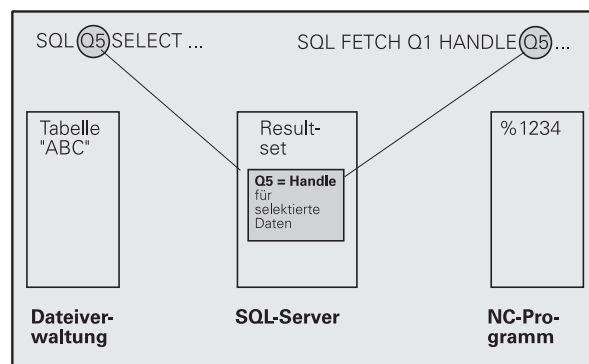 SQL Q5 SELECT ...
SQL FETCH Q1 HANDLE Q5 ...
Tabelle
"ABC"
Result-
set
Q5 = Handle
für
selektierte
Daten
%1234
Dateiver-
waltung
SQL-Server
NC-Pro-
gramm